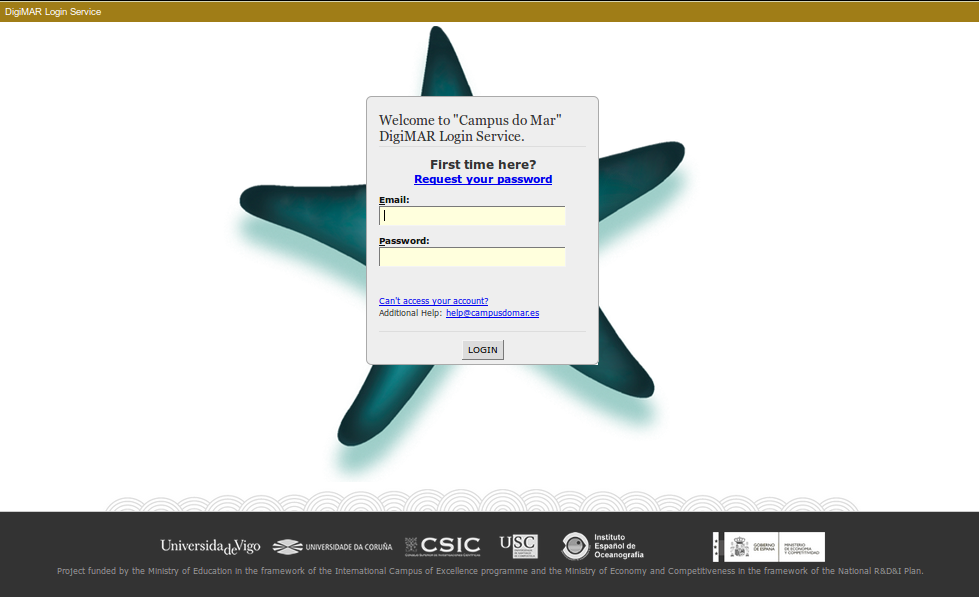 DigiMAR Login Service
Welcome to "Campus do Mar"
DigiMAR Login Service.
First time here?
Request your password
Email:
Password:
Can't access your account?
Additional Help: help@campusdomar.es
LOGIN
UniversidadeVigo
UNIVERSIDADE DA CORUÑA
CSIC
USC
Instituto
Español de
Oceanografía
GOBIERNO
DE ESPAÑA
MINISTERIO
DE ECONOMÍA
Y COMPETITIVIDAD
Project funded by the Ministry of Education in the framework of the International Campus of Excellence programme and the Ministry of Economy and Competitiveness in the framework of the National R&D&I Plan.